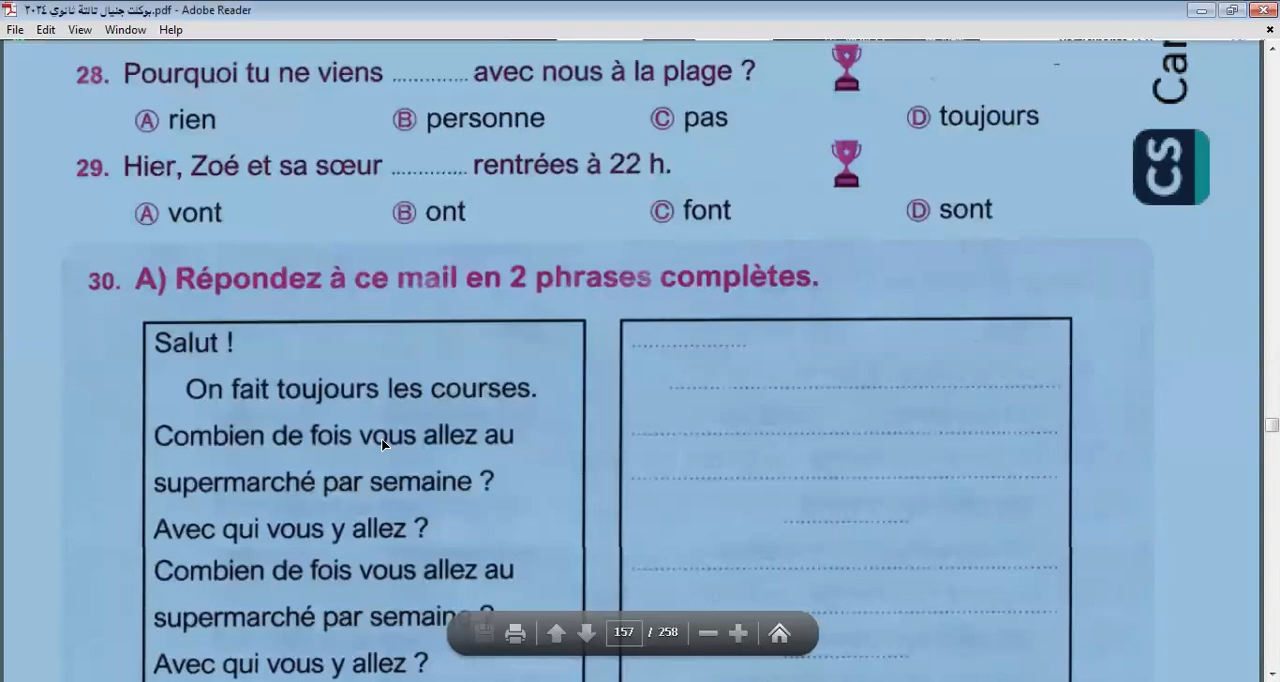 بوكلت جنيال تالتة ثانوي ٢٠٢٤.pdf - Adobe Reader
File Edit View Window Help
28. Pourquoi tu ne viens ............. avec nous à la plage ?
A rien B personne C pas D toujours
29. Hier, Zoé et sa sœur ............. rentrées à 22 h.
A vont B ont C font D sont
30. A) Répondez à ce mail en 2 phrases complètes.
Salut !
On fait toujours les courses.
Combien de fois vous allez au
supermarché par semaine ?
Avec qui vous y allez ?
Combien de fois vous allez au
supermarché par semaine ?
Avec qui vous y allez ?
157 / 258
CS